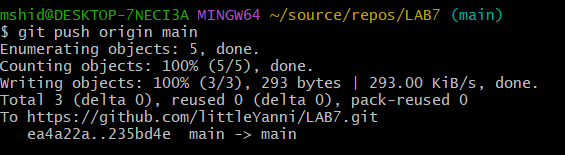 mshid@DESKTOP-7NECI3A MINGW64 ~/source/repos/LAB7 (main)
$ git push origin main
Enumerating objects: 5, done.
Counting objects: 100% (5/5), done.
Writing objects: 100% (3/3), 293 bytes | 293.00 KiB/s, done.
Total 3 (delta 0), reused 0 (delta 0), pack-reused 0
To https://github.com/littleYanni/LAB7.git
   ea4a22a..235bd4e  main -> main